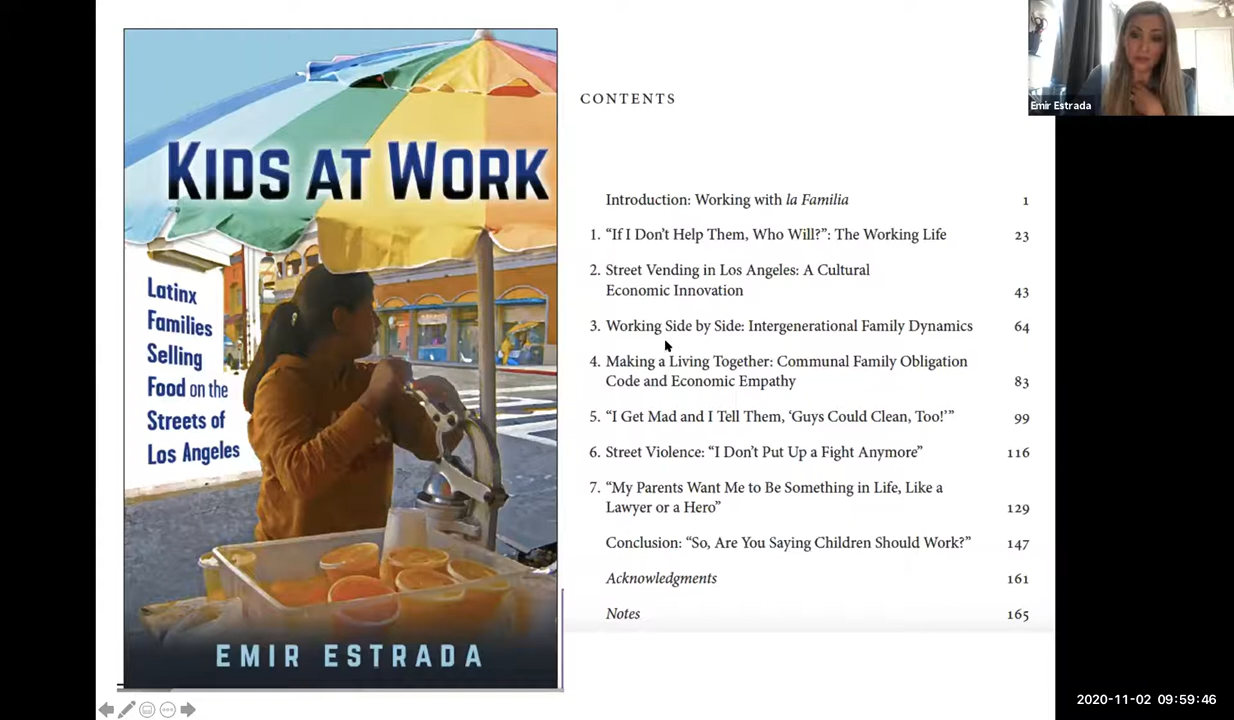 KIDS AT WORK
Latinx
Families
Selling
Food on the
Streets of
Los Angeles
EMIR ESTRADA
CONTENTS
Introduction: Working with la Familia 1
1. “If I Don’t Help Them, Who Will?”: The Working Life 23
2. Street Vending in Los Angeles: A Cultural
Economic Innovation 43
3. Working Side by Side: Intergenerational Family Dynamics 64
4. Making a Living Together: Communal Family Obligation
Code and Economic Empathy 83
5. “I Get Mad and I Tell Them, ‘Guys Could Clean, Too!’” 99
6. Street Violence: “I Don’t Put Up a Fight Anymore” 116
7. “My Parents Want Me to Be Something in Life, Like a
Lawyer or a Hero” 129
Conclusion: “So, Are You Saying Children Should Work?” 147
Acknowledgments 161
Notes 165
Emir Estrada
2020-11-02 09:59:46